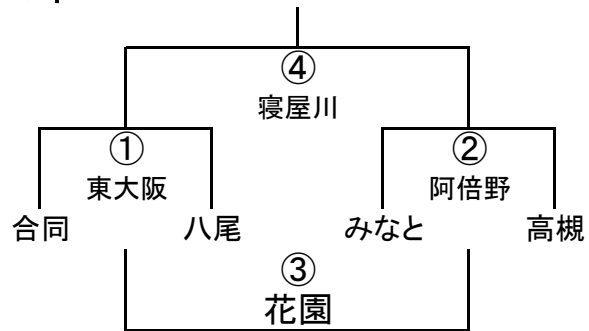 ④
寝屋川
① ②
東大阪 阿倍野
合同 八尾 みなと 高槻
③
花園